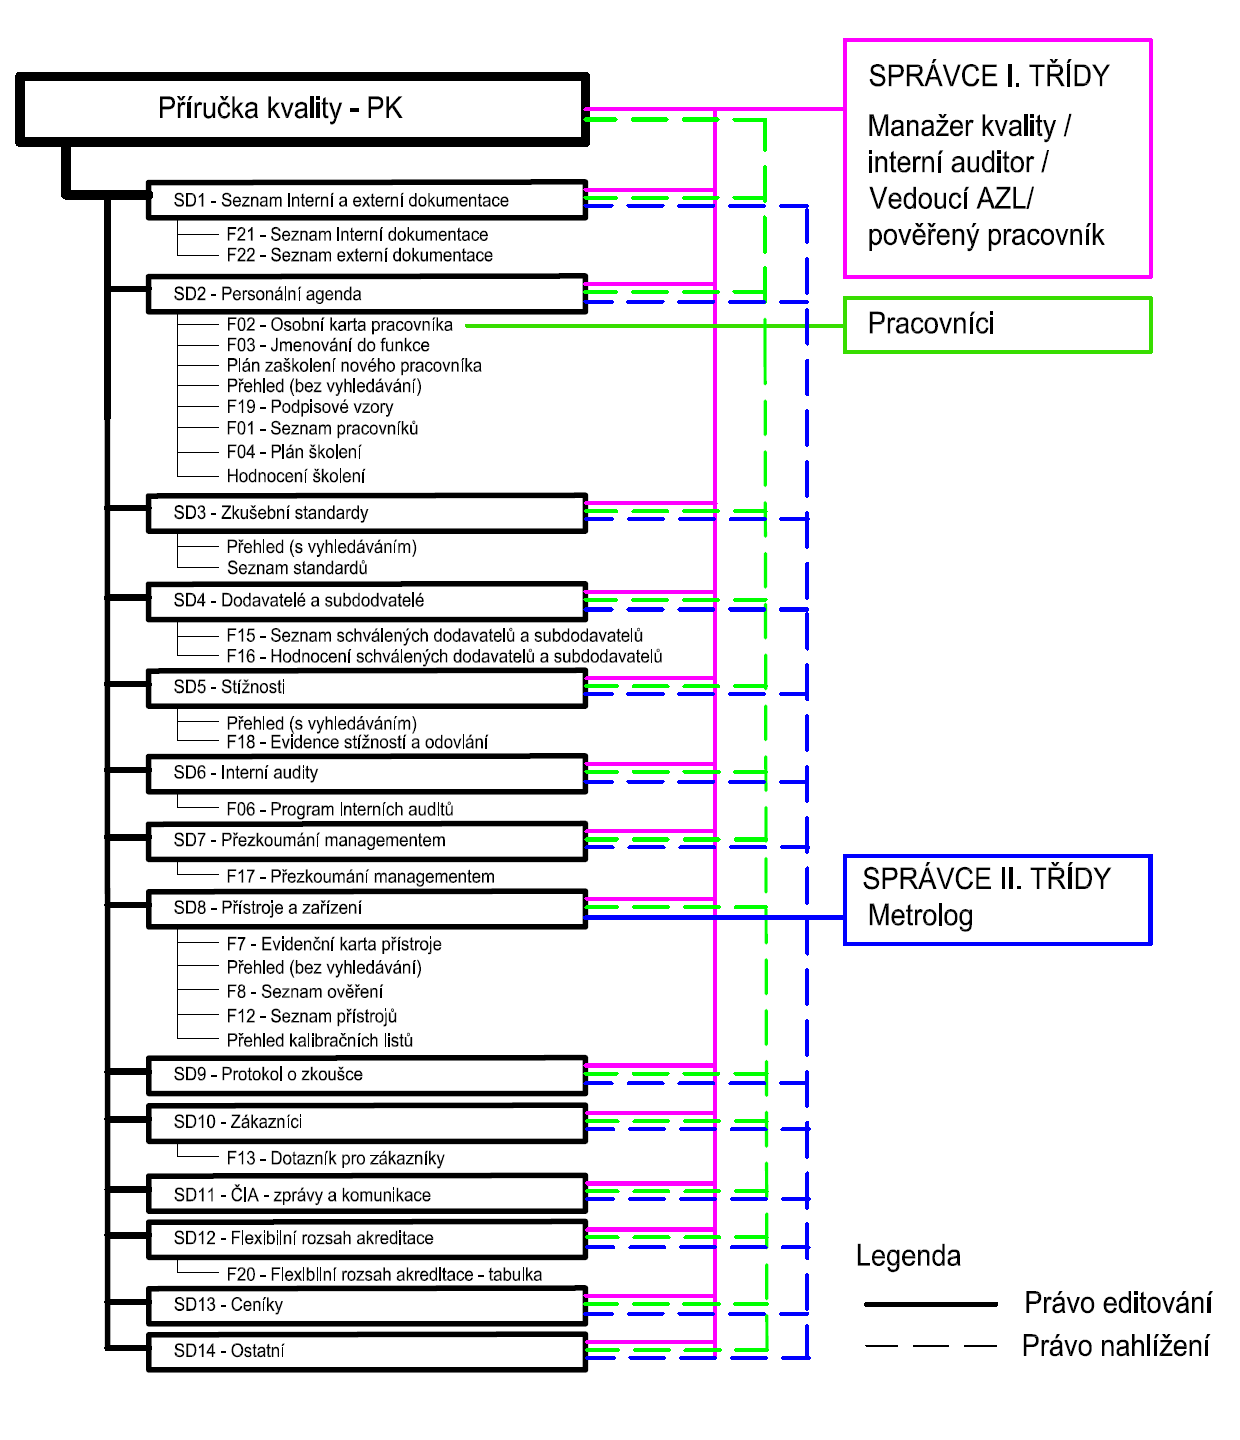 Příručka kvality - PK
SPRÁVCE I. TŘÍDY
Manažer kvality /
interní auditor /
Vedoucí AZL/
pověřený pracovník
SD1 - Seznam Interní a externí dokumentace
F21 - Seznam Interní dokumentace
F22 - Seznam externí dokumentace
SD2 - Personální agenda
F02 - Osobní karta pracovníka
Pracovníci
F03 - Jmenování do funkce
Plán zaškolení nového pracovníka
Přehled (bez vyhledávání)
F19 - Podpisové vzory
F01 - Seznam pracovníků
F04 - Plán školení
Hodnocení školení
SD3 - Zkušební standardy
Přehled (s vyhledáváním)
Seznam standardů
SD4 - Dodavatelé a subdodvatelé
F15 - Seznam schválených dodavatelů a subdodavatelů
F16 - Hodnocení schválených dodavatelů a subdodavatelů
SD5 - Stížnosti
Přehled (s vyhledáváním)
F18 - Evidence stížností a odovlání
SD6 - Interní audity
F06 - Program Interních auditů
SD7 - Přezkoumání managementem
F17 - Přezkoumání managementem
SPRÁVCE II. TŘÍDY
Metrolog
SD8 - Přístroje a zařízení
F7 - Evidenční karta přístroje
Přehled (bez vyhledávání)
F8 - Seznam ověření
F12 - Seznam přístrojů
Přehled kalibračních listů
SD9 - Protokol o zkoušce
SD10 - Zákazníci
F13 - Dotazník pro zákazníky
SD11 - ČIA - zprávy a komunikace
SD12 - Flexibilní rozsah akreditace
F20 - Flexibilní rozsah akreditace - tabulka
SD13 - Ceníky
SD14 - Ostatní
Legenda
Právo editování
Právo nahlížení